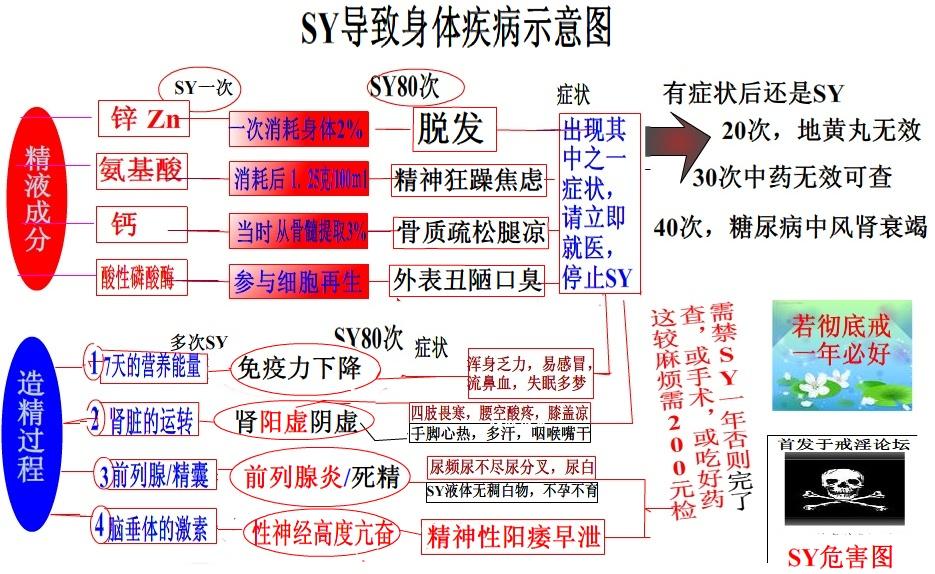 SY导致身体疾病示意图
SY一次
SY80次
症状
有症状后还是SY
精液成分
锌 Zn
一次消耗身体2%
脱发
20次，地黄丸无效
氨基酸
消耗后 1. 25克/100ml
精神狂躁焦虑
30次中药无效可查
钙
当时从骨髓提取3%
骨质疏松腿凉
40次，糖尿病中风肾衰竭
酸性磷酸酶
参与细胞再生
外表丑陋口臭
出现其
中之一
症状，
请立即
就医，
停止SY
多次SY
SY80次
症状
造精过程
1
7天的营养能量
免疫力下降
浑身乏力，易感冒，
流鼻血，失眠多梦
2
肾脏的运转
肾阳虚阴虚
四肢畏寒，腰空酸疼，膝盖凉
手脚心热，多汗，咽喉嘴干
3前列腺/精囊
前列腺炎/死精
尿频尿不尽尿分叉，尿白
SY液体无稠白物，不孕不育
4
脑垂体的激素
性神经高度亢奋
精神性阳痿早泄
需禁SY一年否则完了
查，或手术，或吃好药
这较麻烦需200元检
若彻底戒
一年必好
首发于戒淫论坛
SY危害图